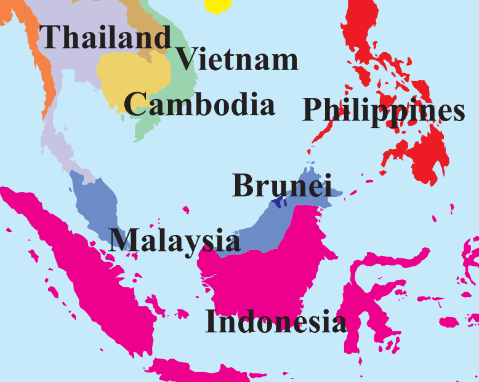 Thailand
Vietnam
Cambodia
Philippines
Brunei
Malaysia
Indonesia